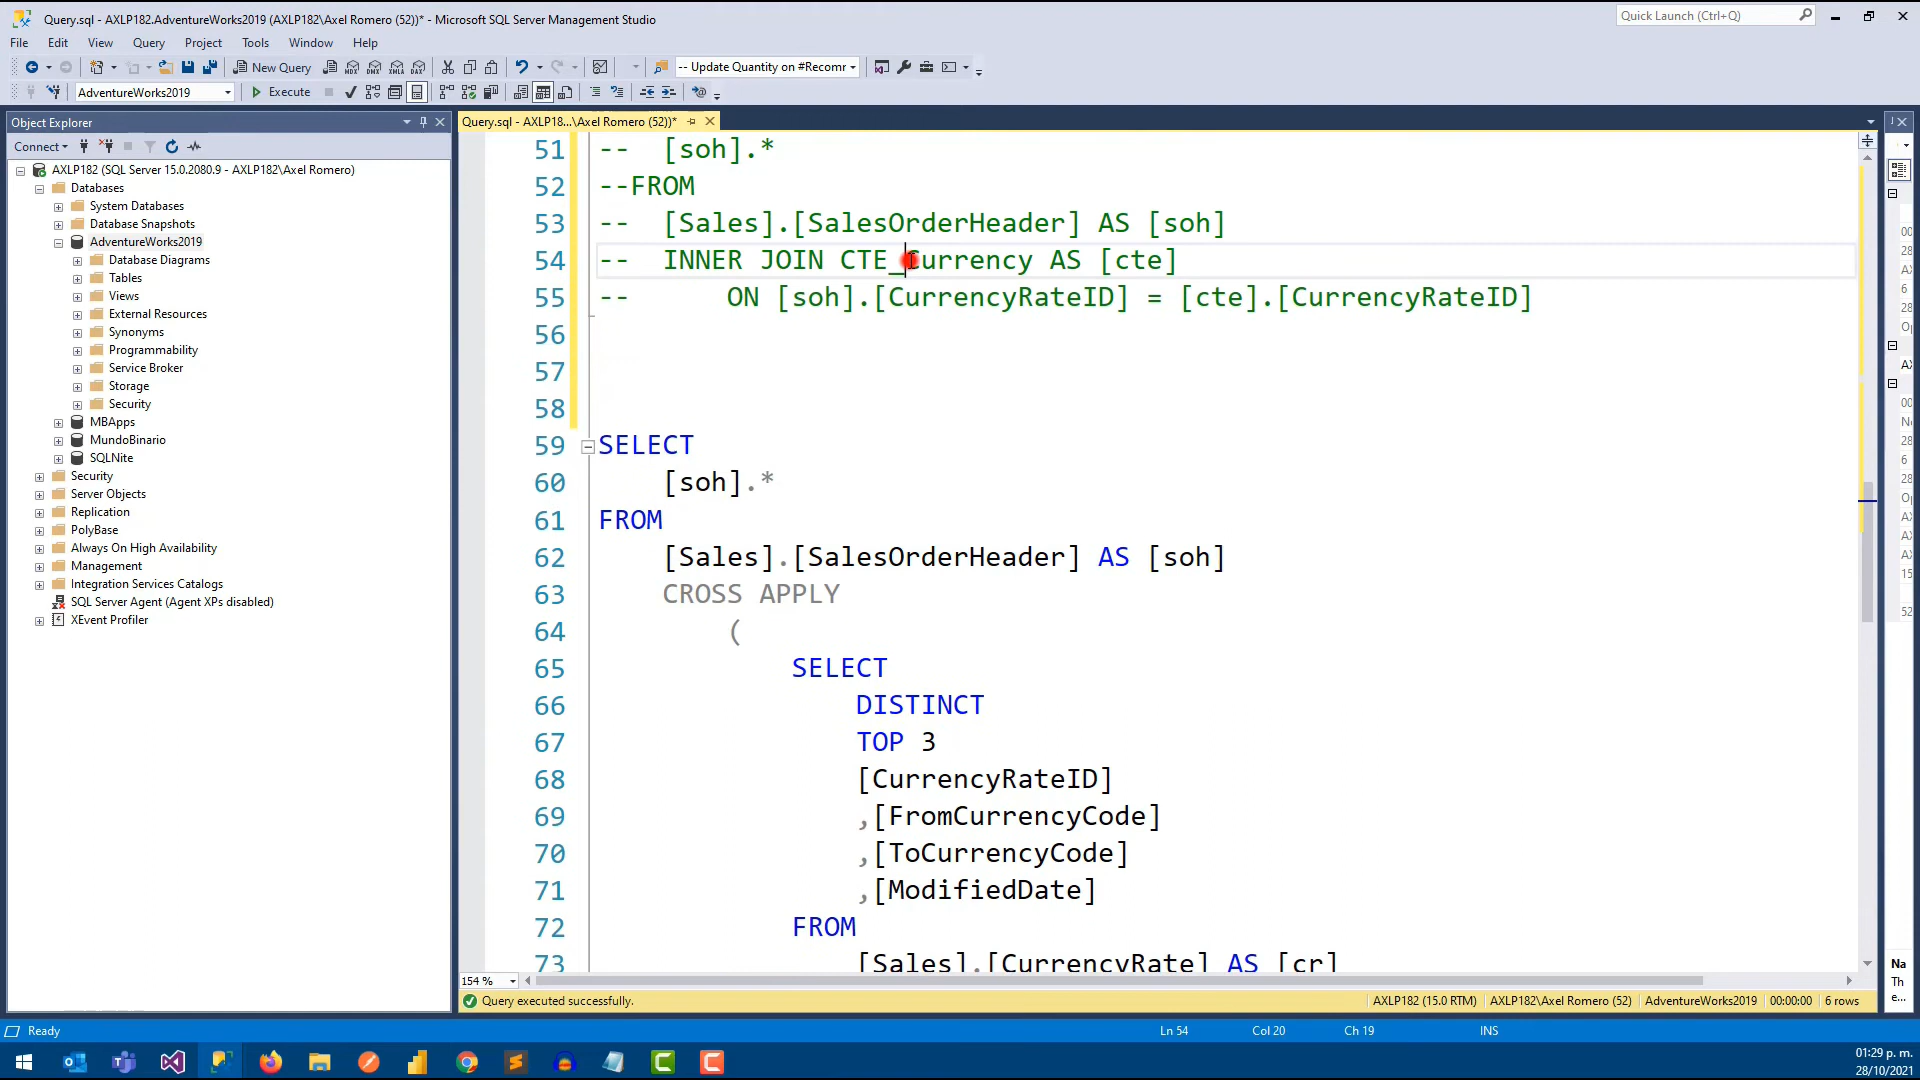 Query.sql - AXLP182.AdventureWorks2019 (AXLP182\Axel Romero (52))* - Microsoft SQL Server Management Studio
Quick Launch (Ctrl+Q)
File Edit View Query Project Tools Window Help
New Query
MDX DMX XMLA DAX
-- Update Quantity on #Recomr
AdventureWorks2019
Execute
Object Explorer
Query.sql - AXLP18...\Axel Romero (52))*
Connect
AXLP182 (SQL Server 15.0.2080.9 - AXLP182\Axel Romero)
Databases
System Databases
Database Snapshots
AdventureWorks2019
Database Diagrams
Tables
Views
External Resources
Synonyms
Programmability
Service Broker
Storage
Security
MBApps
MundoBinario
SQLNite
Security
Server Objects
Replication
PolyBase
Always On High Availability
Management
Integration Services Catalogs
SQL Server Agent (Agent XPs disabled)
XEvent Profiler
51 -- [soh].*
52 --FROM
53 -- [Sales].[SalesOrderHeader] AS [soh]
54 -- INNER JOIN CTE_Currency AS [cte]
55 -- ON [soh].[CurrencyRateID] = [cte].[CurrencyRateID]
56
57
58
59 SELECT
60 [soh].*
61 FROM
62 [Sales].[SalesOrderHeader] AS [soh]
63 CROSS APPLY
64 (
65 SELECT
66 DISTINCT
67 TOP 3
68 [CurrencyRateID]
69 ,[FromCurrencyCode]
70 ,[ToCurrencyCode]
71 ,[ModifiedDate]
72 FROM
73 [Sales].[CurrencyRate] AS [cr]
154 %
Query executed successfully.
AXLP182 (15.0 RTM) AXLP182\Axel Romero (52) AdventureWorks2019 00:00:00 6 rows
Na
Th
e...
Ready
Ln 54 Col 20 Ch 19 INS
01:29 p. m.
28/10/2021